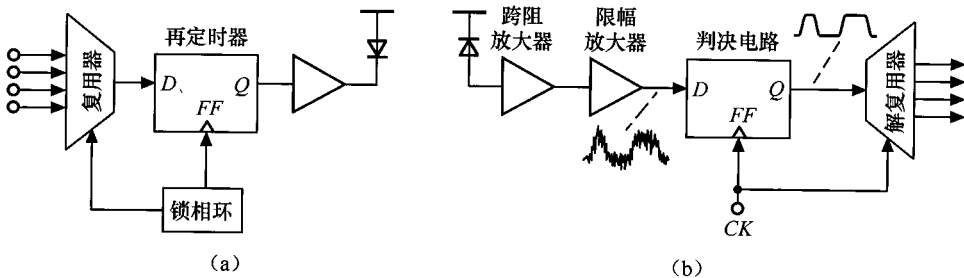 再定时器
复用器
D
Q
FF
锁相环
(a)
跨阻
放大器
限幅
放大器
判决电路
D
Q
FF
解复用器
CK
(b)